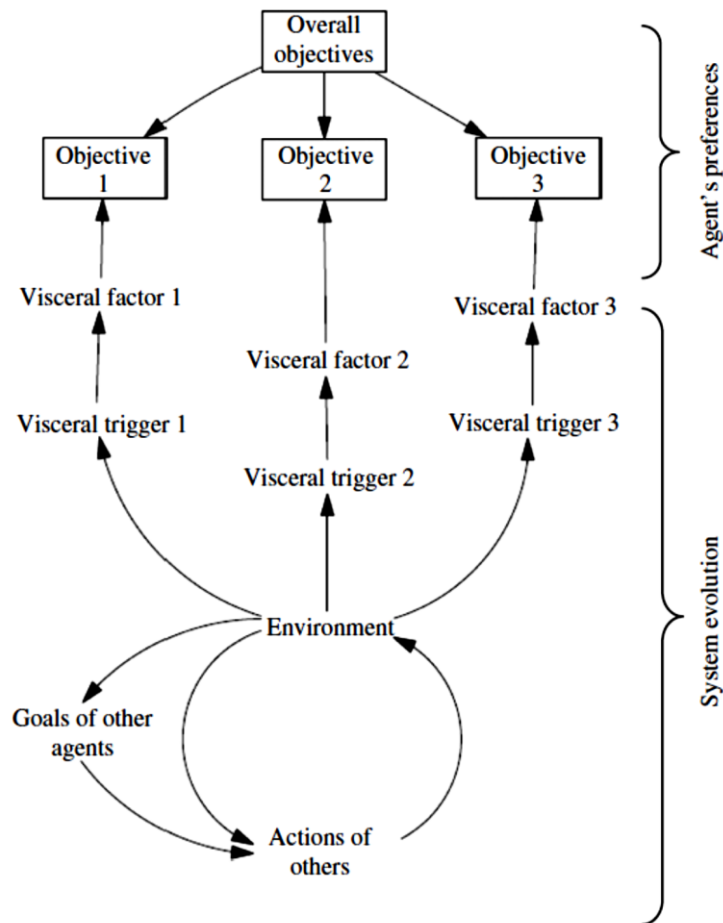 Overall
objectives
Objective
1
Objective
2
Objective
3
Agent's preferences
Visceral factor 1
Visceral factor 3
Visceral factor 2
Visceral trigger 1
Visceral trigger 3
Visceral trigger 2
Environment
System evolution
Goals of other
agents
Actions of
others